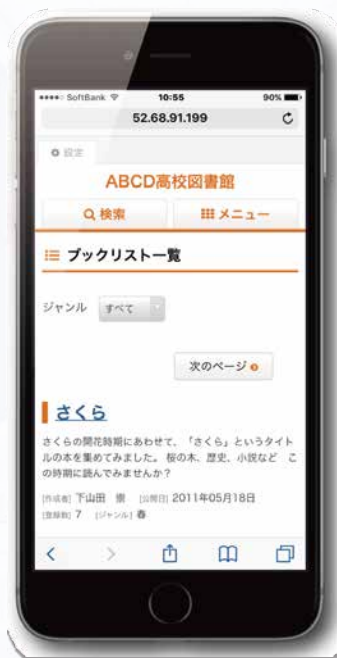 SoftBank 10:55 90%
52.68.91.199
設定
ABCD高校図書館
検索 メニュー
ブックリスト一覧
ジャンル すべて
次のページ
さくら
さくらの開花時期にあわせて、「さくら」というタイト
ルの本を集めてみました。 桜の木、歴史、小説など こ
の時期に読んでみませんか？
[作成者] 下山田 崇 [公開日] 2011年05月18日
[登録数] 7 [ジャンル] 春